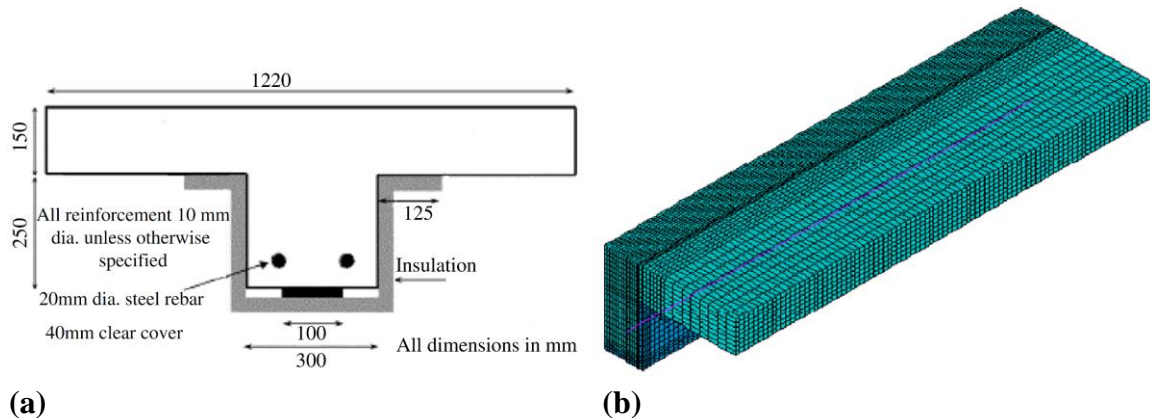 1220
150
250
All reinforcement 10 mm
dia. unless otherwise
specified
125
Insulation
20mm dia. steel rebar
40mm clear cover
100
300
All dimensions in mm
(a)
(b)